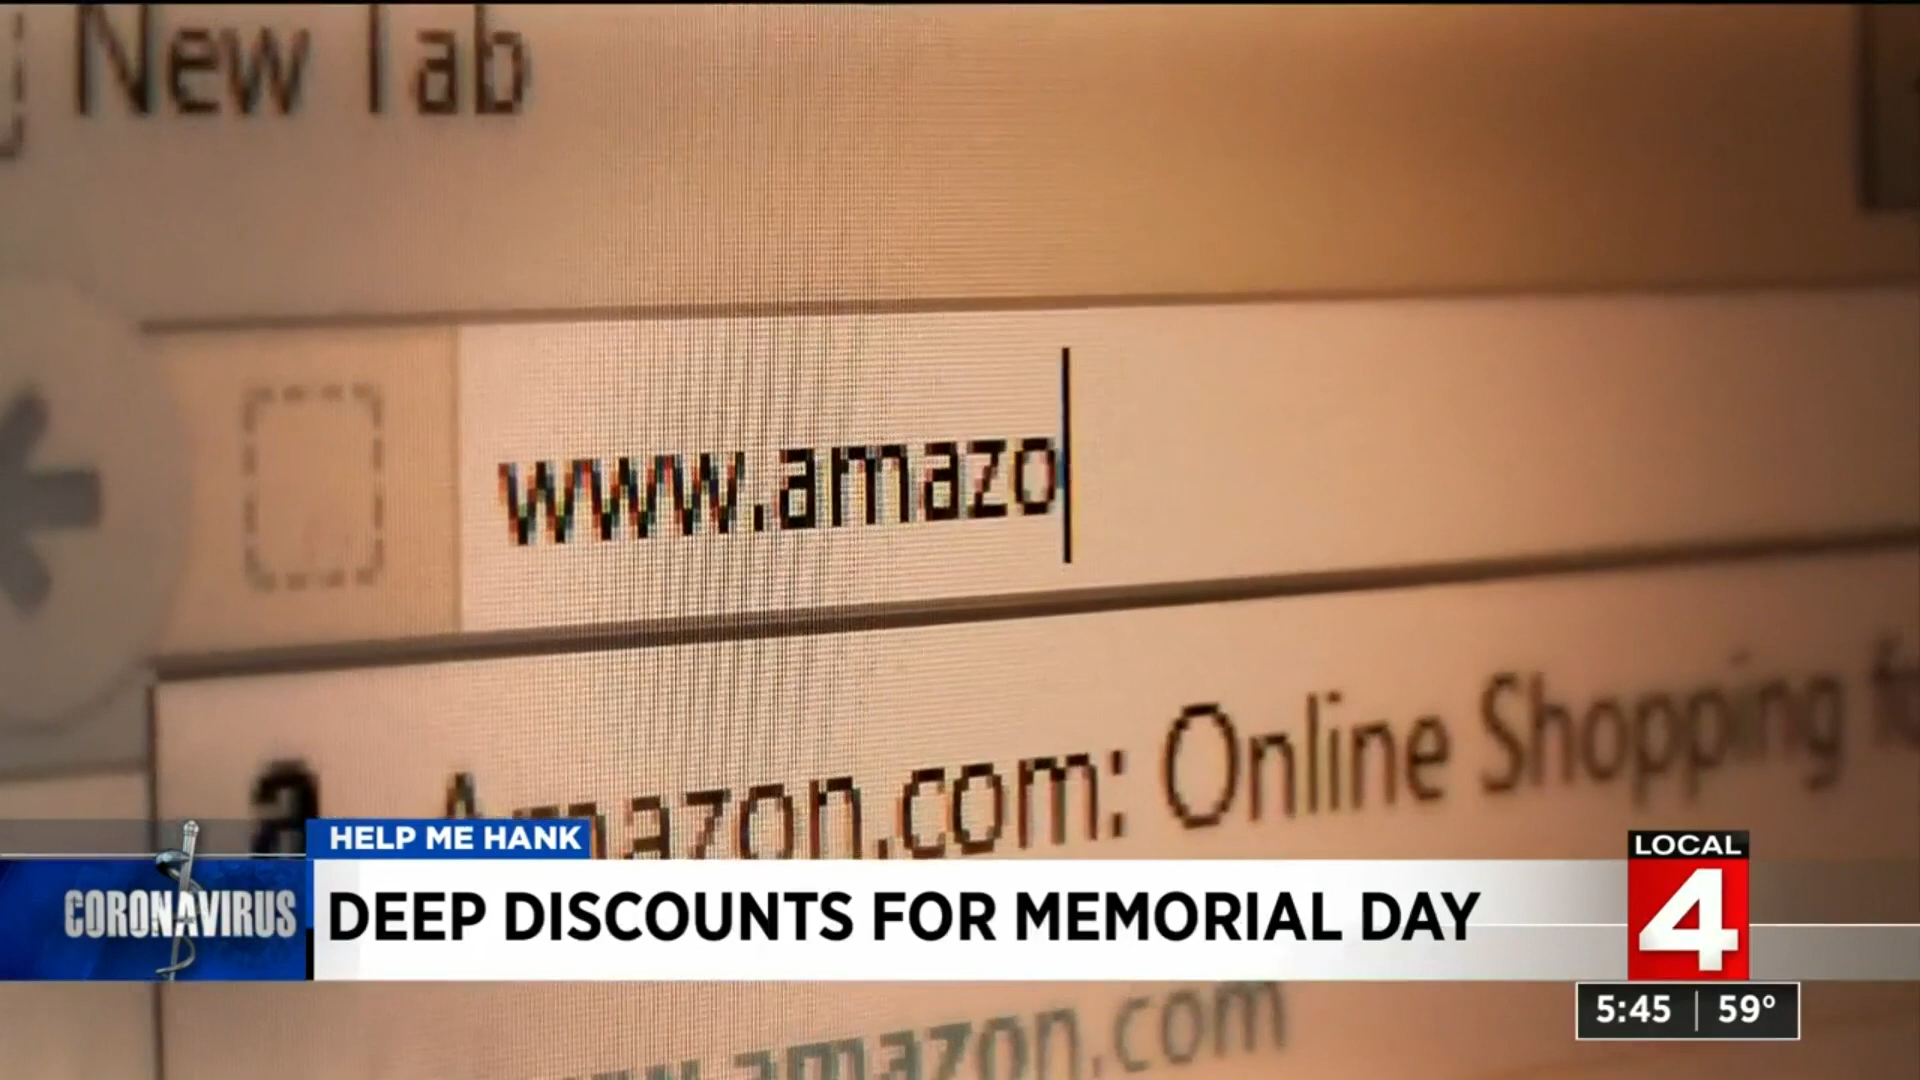 New Tab
www.amazo
a Amazon.com: Online Shopping
HELP ME HANK
CORONAVIRUS
DEEP DISCOUNTS FOR MEMORIAL DAY
LOCAL
4
5:45 59°
www.amazon.com